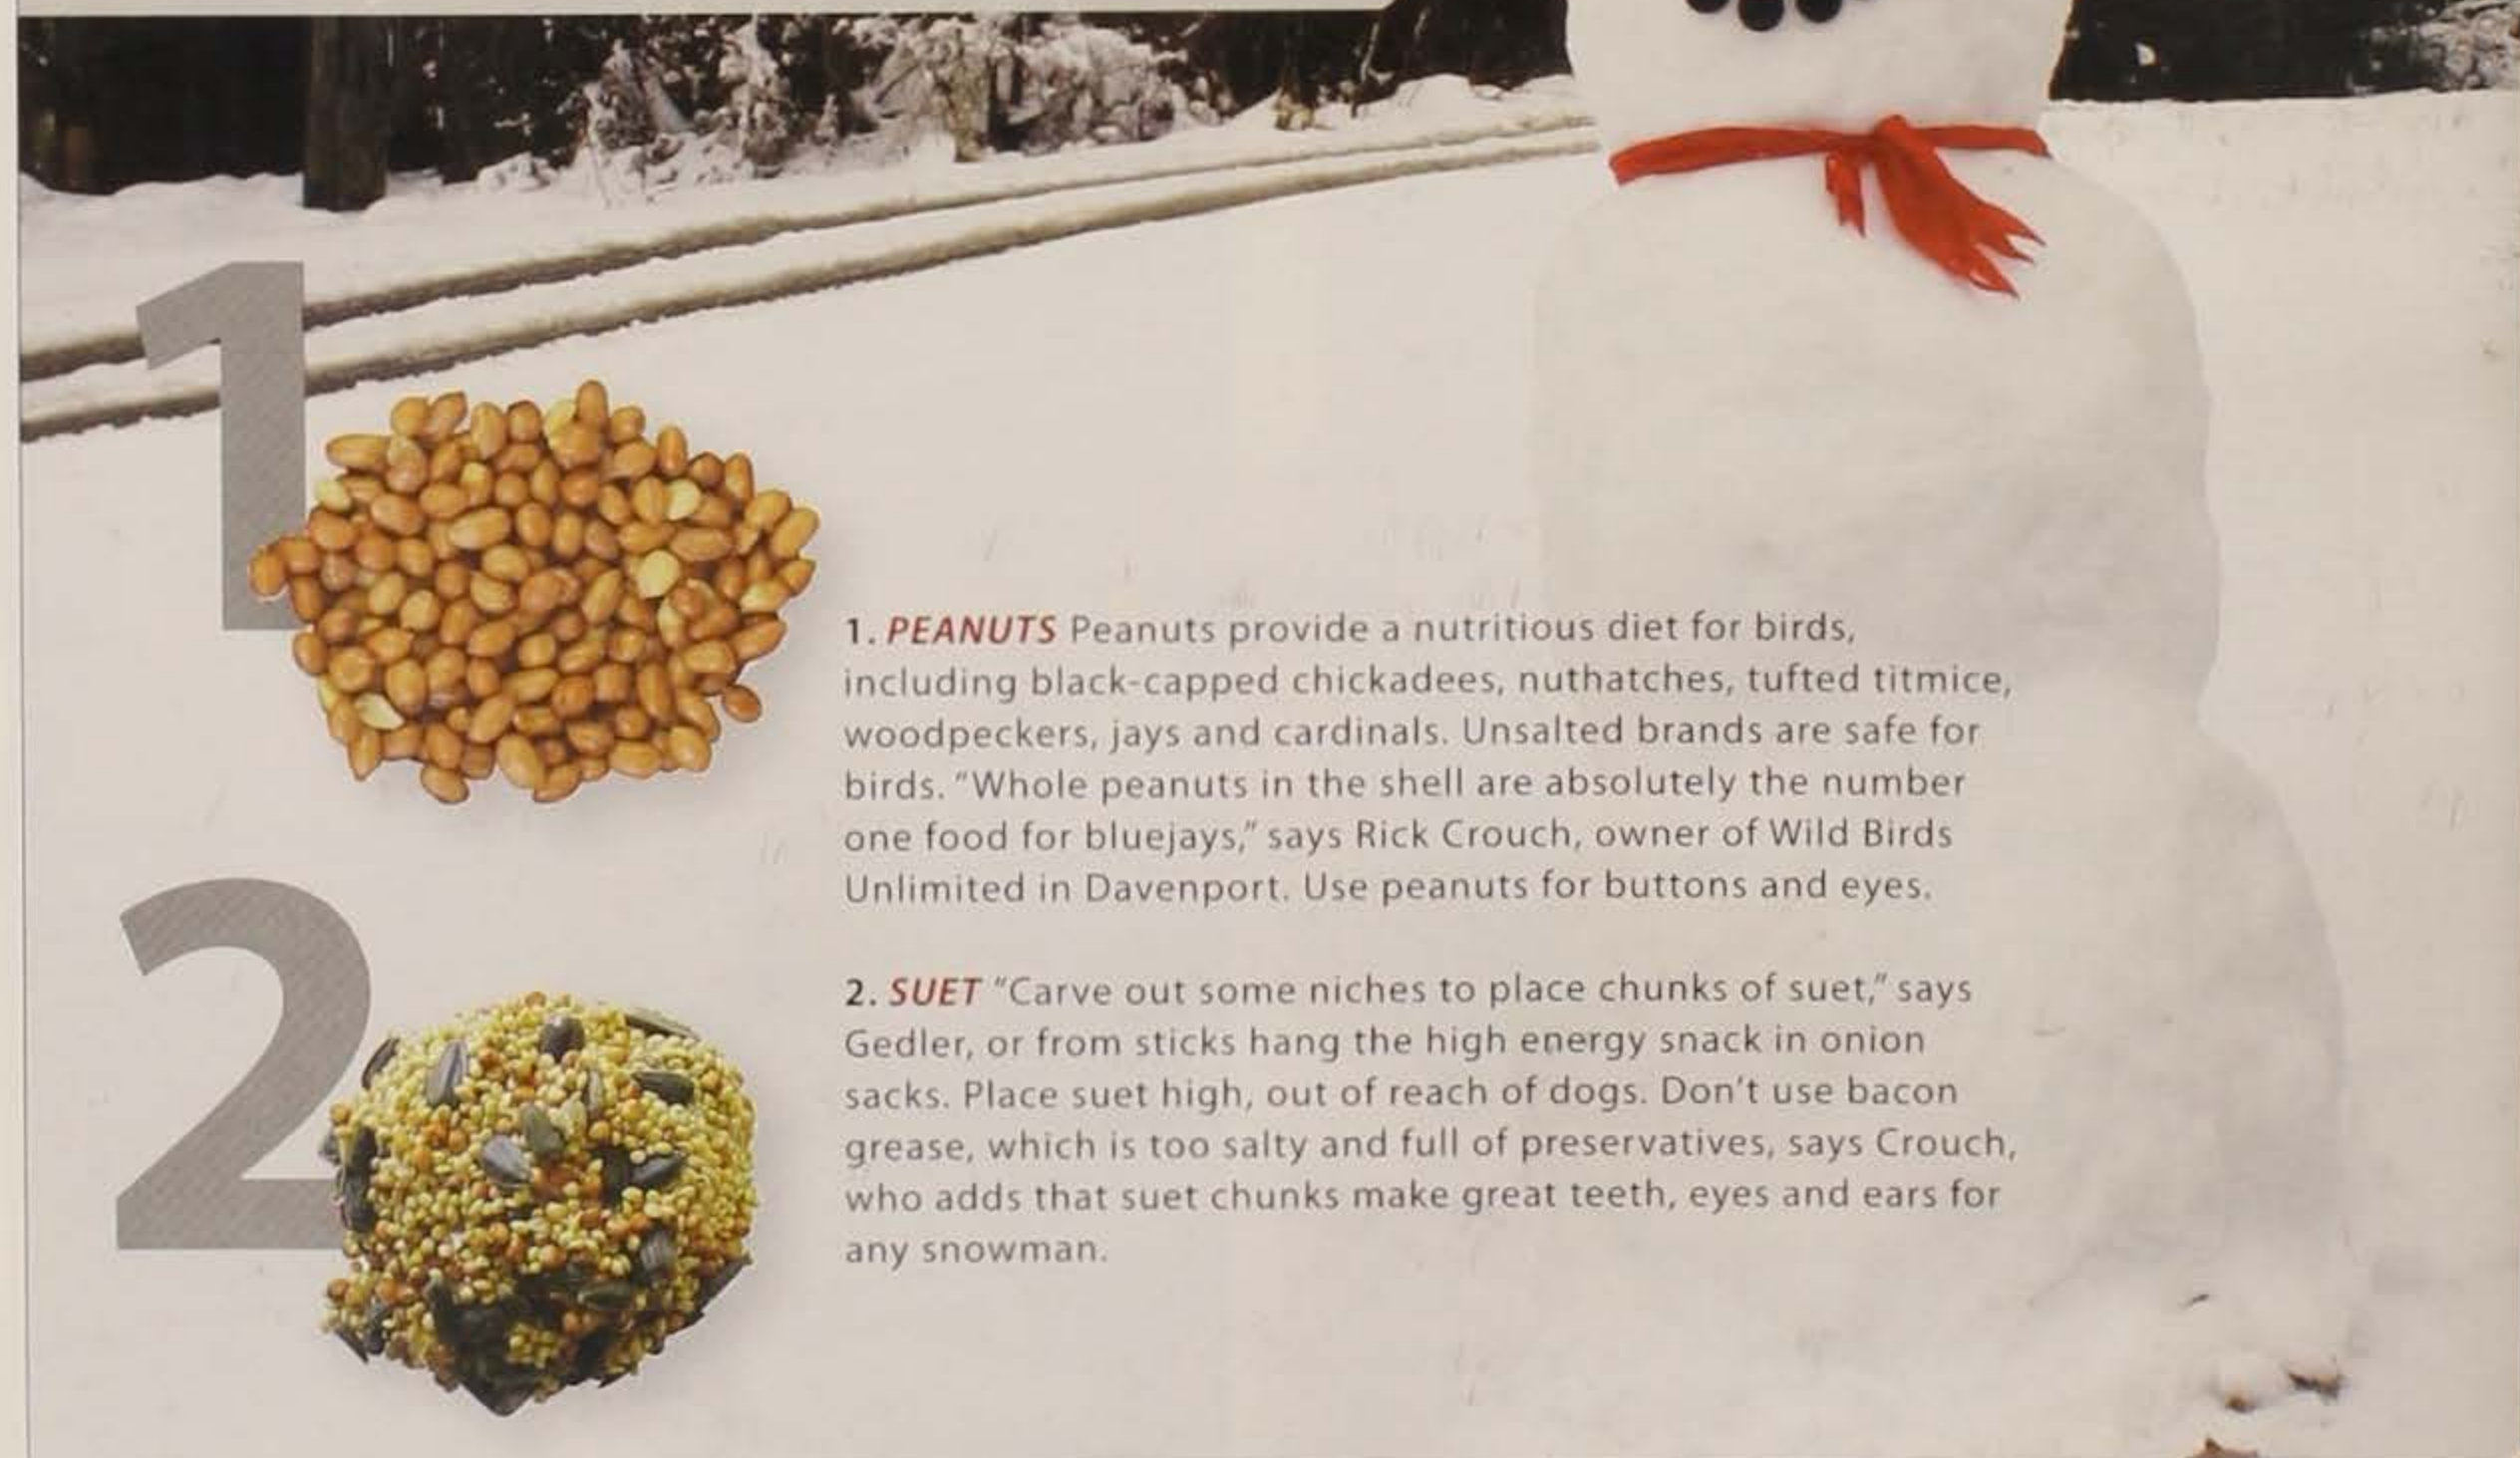 1
1. PEANUTS Peanuts provide a nutritious diet for birds,
including black-capped chickadees, nuthatches, tufted titmice,
woodpeckers, jays and cardinals. Unsalted brands are safe for
birds. “Whole peanuts in the shell are absolutely the number
one food for bluejays,” says Rick Crouch, owner of Wild Birds
Unlimited in Davenport. Use peanuts for buttons and eyes.
2
2. SUET “Carve out some niches to place chunks of suet,” says
Gedler, or from sticks hang the high energy snack in onion
sacks. Place suet high, out of reach of dogs. Don’t use bacon
grease, which is too salty and full of preservatives, says Crouch,
who adds that suet chunks make great teeth, eyes and ears for
any snowman.